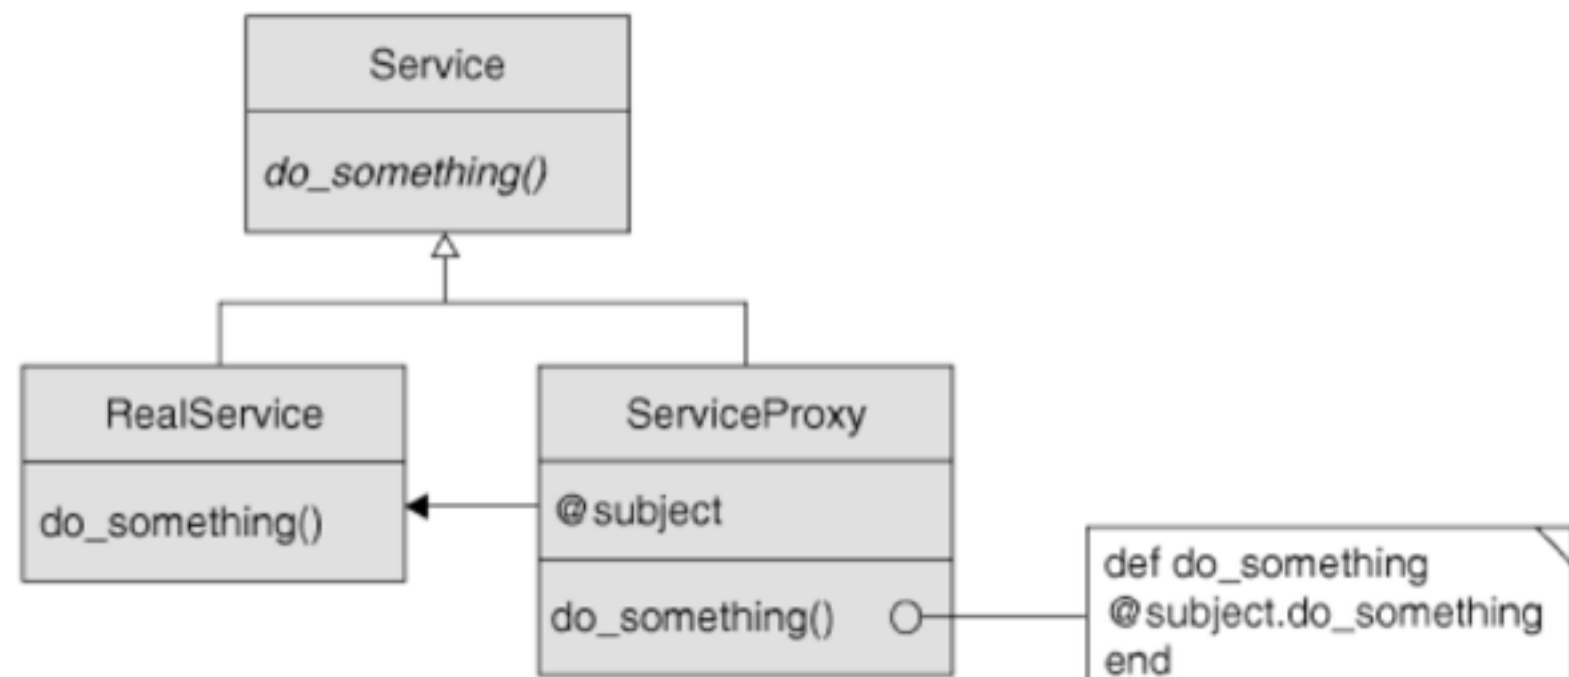 Service
do_something()
RealService
do_something()
ServiceProxy
@subject
do_something()
def do_something
@subject.do_something
end